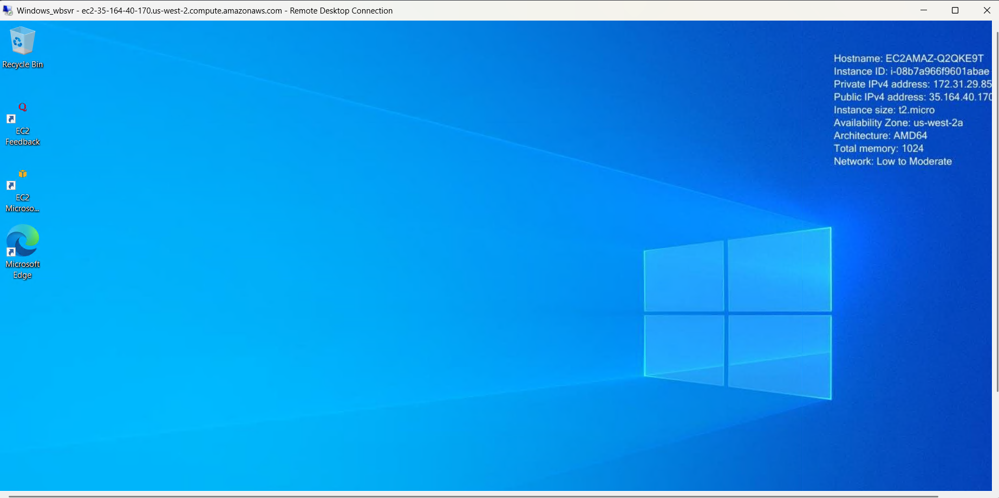 Windows_wbsvr - ec2-35-164-40-170.us-west-2.compute.amazonaws.com - Remote Desktop Connection
Recycle Bin
EC2
Feedback
EC2
Microso...
Microsoft
Edge
Hostname: EC2AMAZ-Q2QKE9T
Instance ID: i-08b7a966f9601abae
Private IPv4 address: 172.31.29.85
Public IPv4 address: 35.164.40.170
Instance size: t2.micro
Availability Zone: us-west-2a
Architecture: AMD64
Total memory: 1024
Network: Low to Moderate